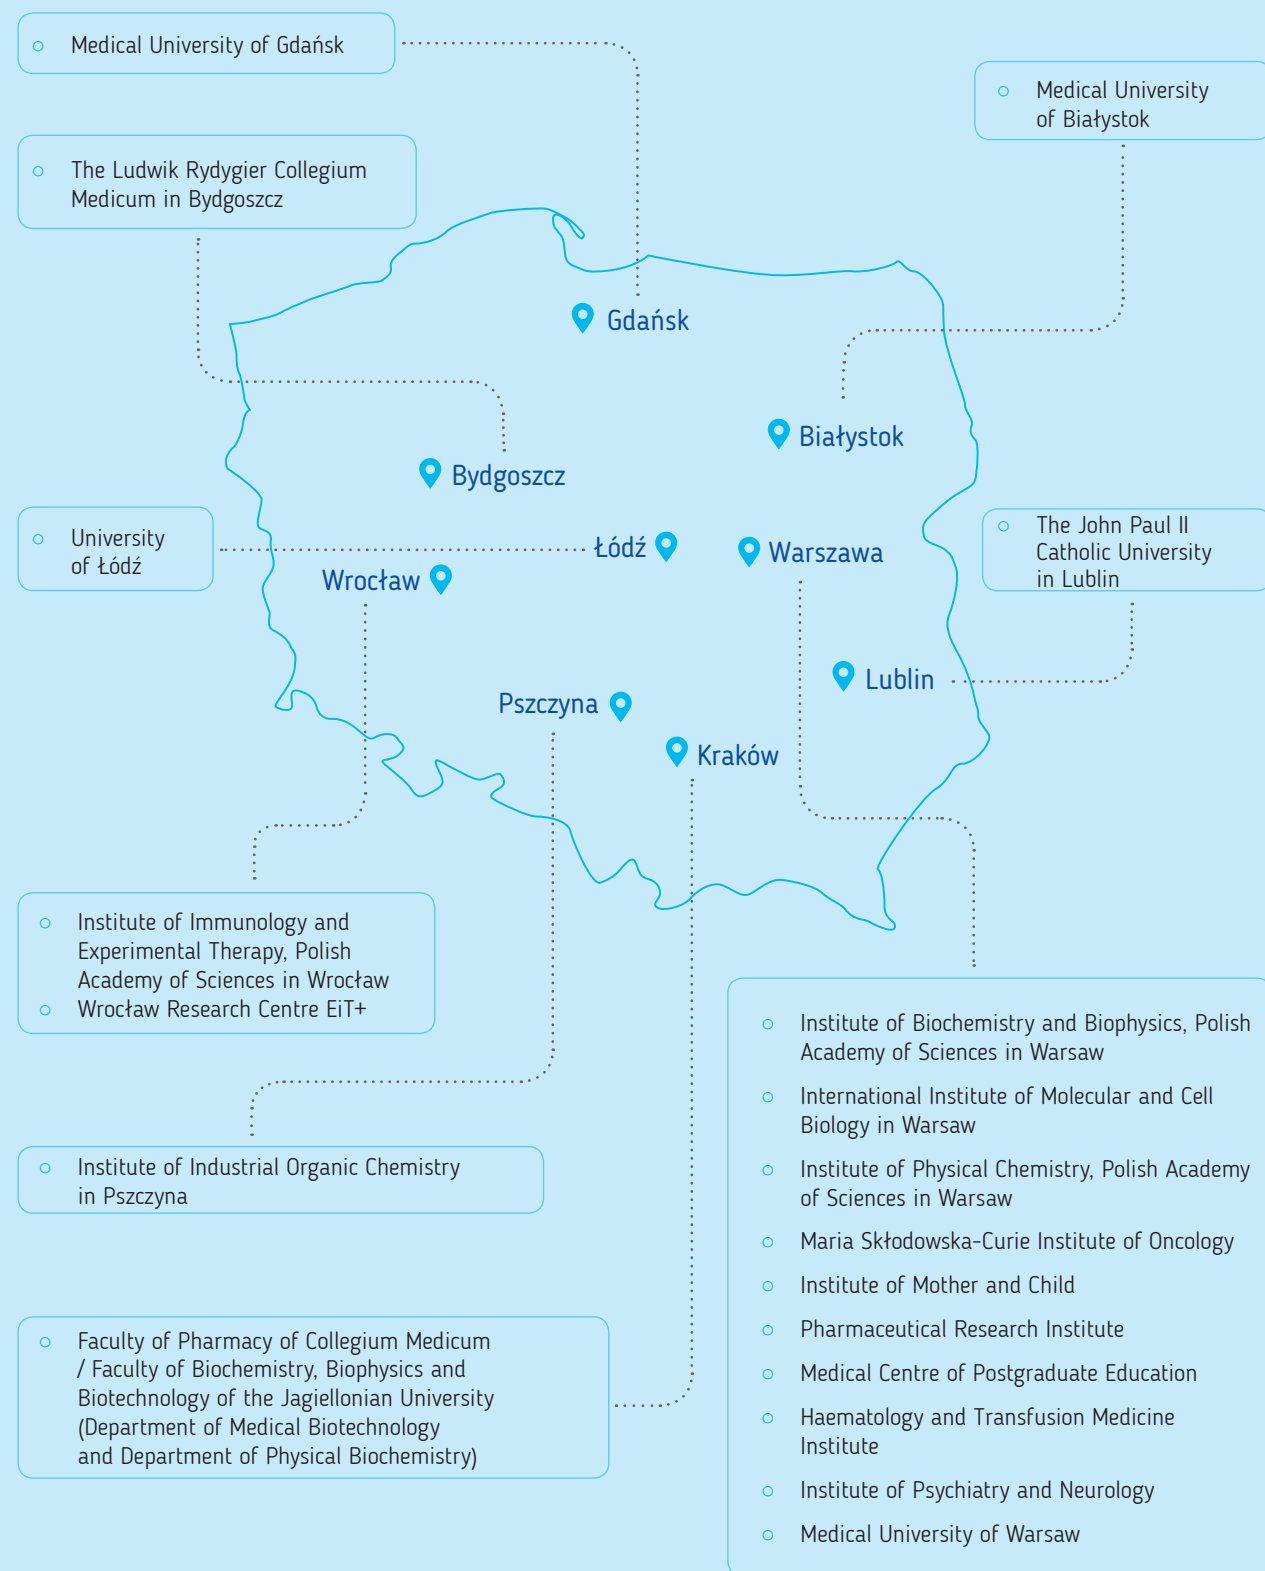 Medical University of Gdańsk
Medical University
of Białystok
The Ludwik Rydygier Collegium
Medicum in Bydgoszcz
Gdańsk
Białystok
Bydgoszcz
University
of Łódź
Łódź
Warszawa
The John Paul II
Catholic University
in Lublin
Wrocław
Lublin
Pszczyna
Kraków
Institute of Immunology and
Experimental Therapy, Polish
Academy of Sciences in Wrocław
Wrocław Research Centre EiT+
Institute of Industrial Organic Chemistry
in Pszczyna
Faculty of Pharmacy of Collegium Medicum
/ Faculty of Biochemistry, Biophysics and
Biotechnology of the Jagiellonian University
(Department of Medical Biotechnology
and Department of Physical Biochemistry)
Institute of Biochemistry and Biophysics, Polish
Academy of Sciences in Warsaw
International Institute of Molecular and Cell
Biology in Warsaw
Institute of Physical Chemistry, Polish Academy
of Sciences in Warsaw
Maria Skłodowska-Curie Institute of Oncology
Institute of Mother and Child
Pharmaceutical Research Institute
Medical Centre of Postgraduate Education
Haematology and Transfusion Medicine
Institute
Institute of Psychiatry and Neurology
Medical University of Warsaw